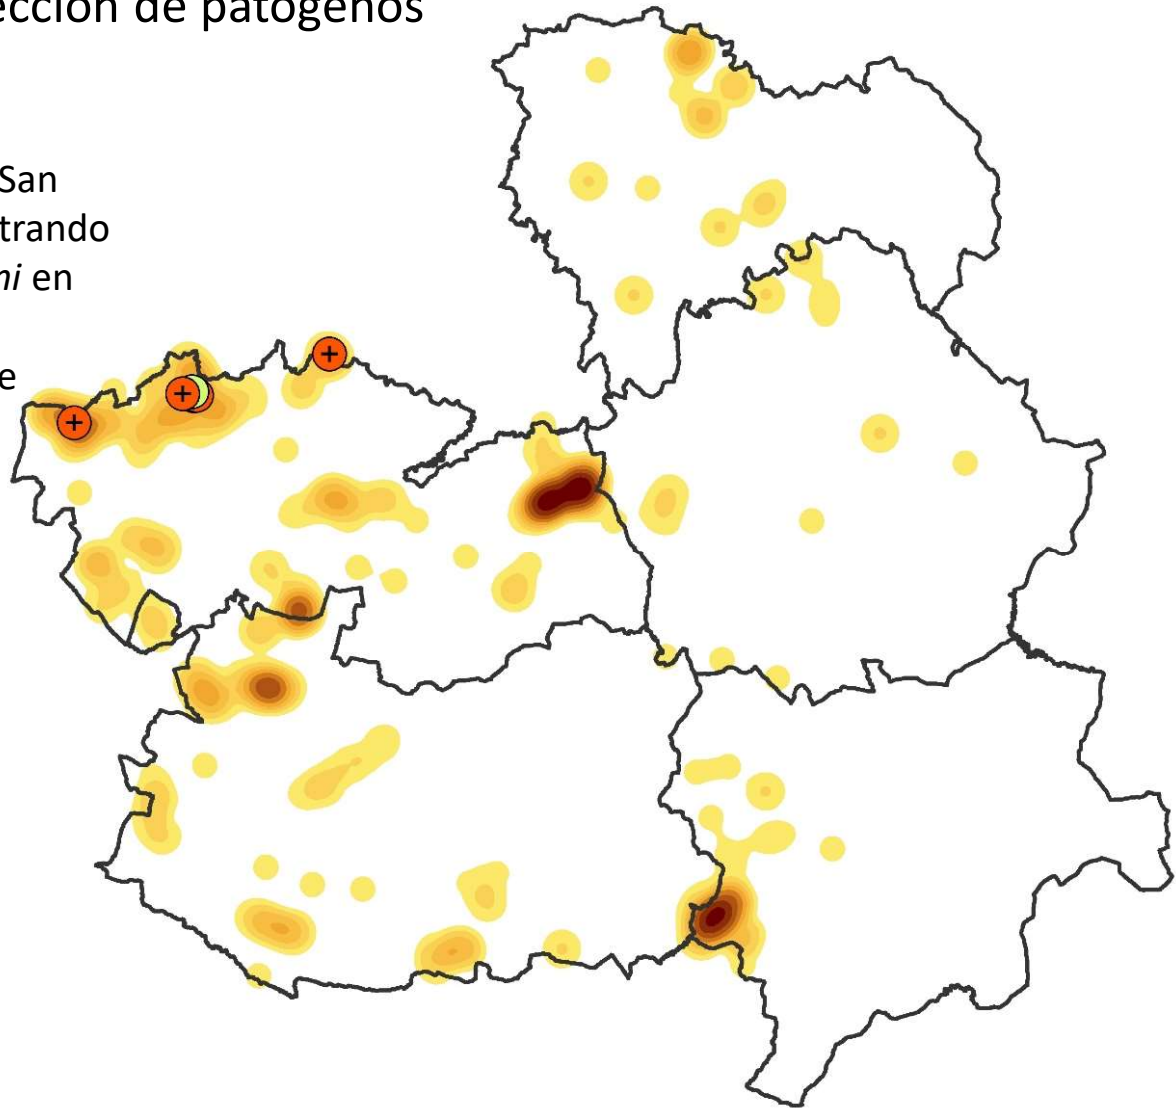 ección de patógenos
San
trando
ni en
e
+
+
+